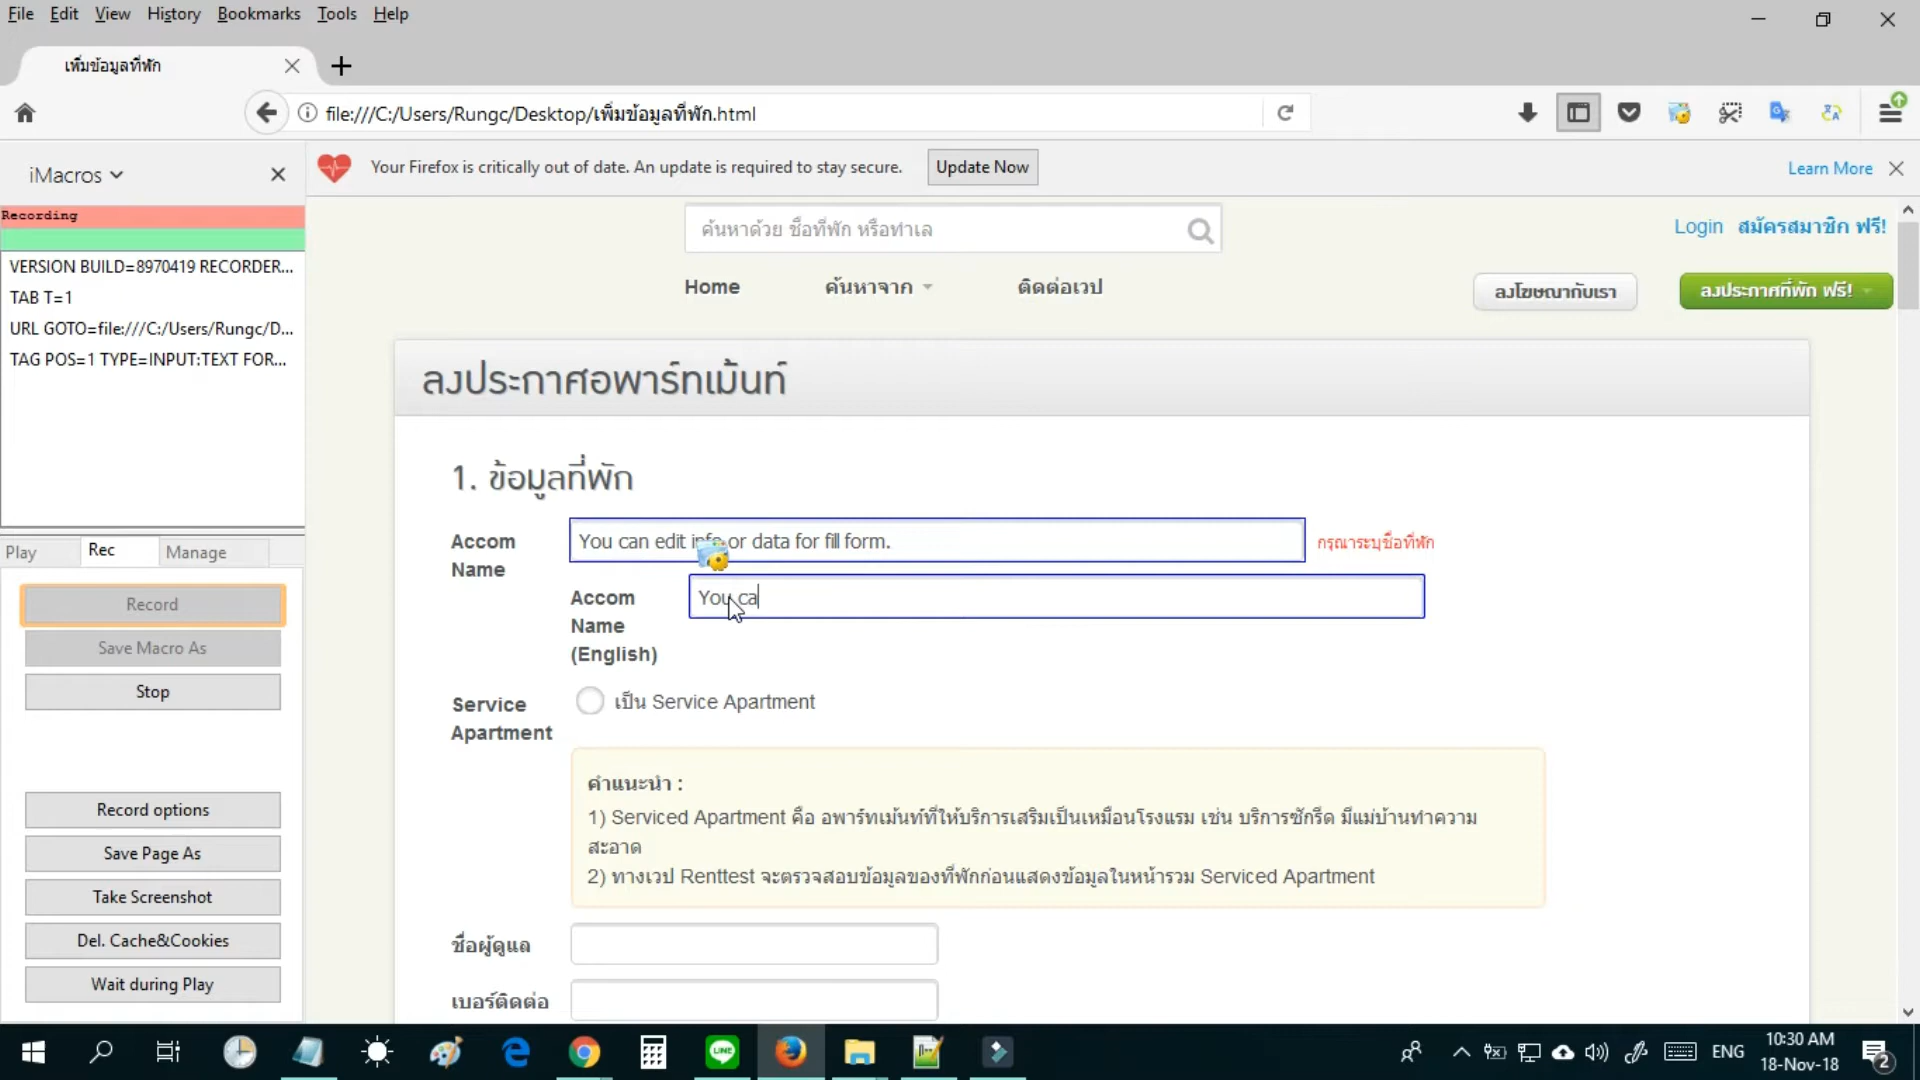 File Edit View History Bookmarks Tools Help
เพิ่มข้อมูลที่พัก
file:///C:/Users/Rungc/Desktop/เพิ่มข้อมูลที่พัก.html
iMacros
Your Firefox is critically out of date. An update is required to stay secure. Update Now Learn More
Recording
VERSION BUILD=8970419 RECORDER...
TAB T=1
URL GOTO=file:///C:/Users/Rungc/D...
TAG POS=1 TYPE=INPUT:TEXT FOR...
Play Rec Manage
Record
Save Macro As
Stop
Record options
Save Page As
Take Screenshot
Del. Cache&Cookies
Wait during Play
ค้นหาด้วย ชื่อที่พัก หรือทำเล
Login สมัครสมาชิก ฟรี!
Home ค้นหาจาก ติดต่อเวป
ลงโฆษณากับเรา ลงประกาศที่พัก ฟรี!
ลงประกาศอพาร์ทเม้นท์
1. ข้อมูลที่พัก
Accom Name
You can edit info or data for fill form.
กรุณาระบุชื่อที่พัก
Accom Name (English)
You ca
Service Apartment
เป็น Service Apartment
คำแนะนำ :
1) Serviced Apartment คือ อพาร์ทเม้นท์ที่ให้บริการเสริมเป็นเหมือนโรงแรม เช่น บริการซักรีด มีแม่บ้านทำความ
สะอาด
2) ทางเวป Renttest จะตรวจสอบข้อมูลของที่พักก่อนแสดงข้อมูลในหน้ารวม Serviced Apartment
ชื่อผู้ดูแล
เบอร์ติดต่อ
LINE
ENG
10:30 AM
18-Nov-18
2